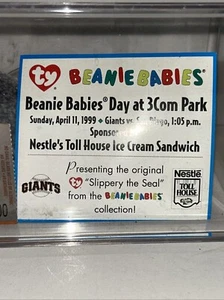 ty BEANIE BABIES®
Beanie Babies® Day at 3Com Park
Sunday, April 11, 1999 ♦ Giants vs. San Diego, 1:05 p.m.
Sponsor
Nestle's Toll House Ice Cream Sandwich
Presenting the original
ty® "Slippery the Seal"
from the BEANIE BABIES
collection!
GIANTS
Nestle
TOLL
HOUSE